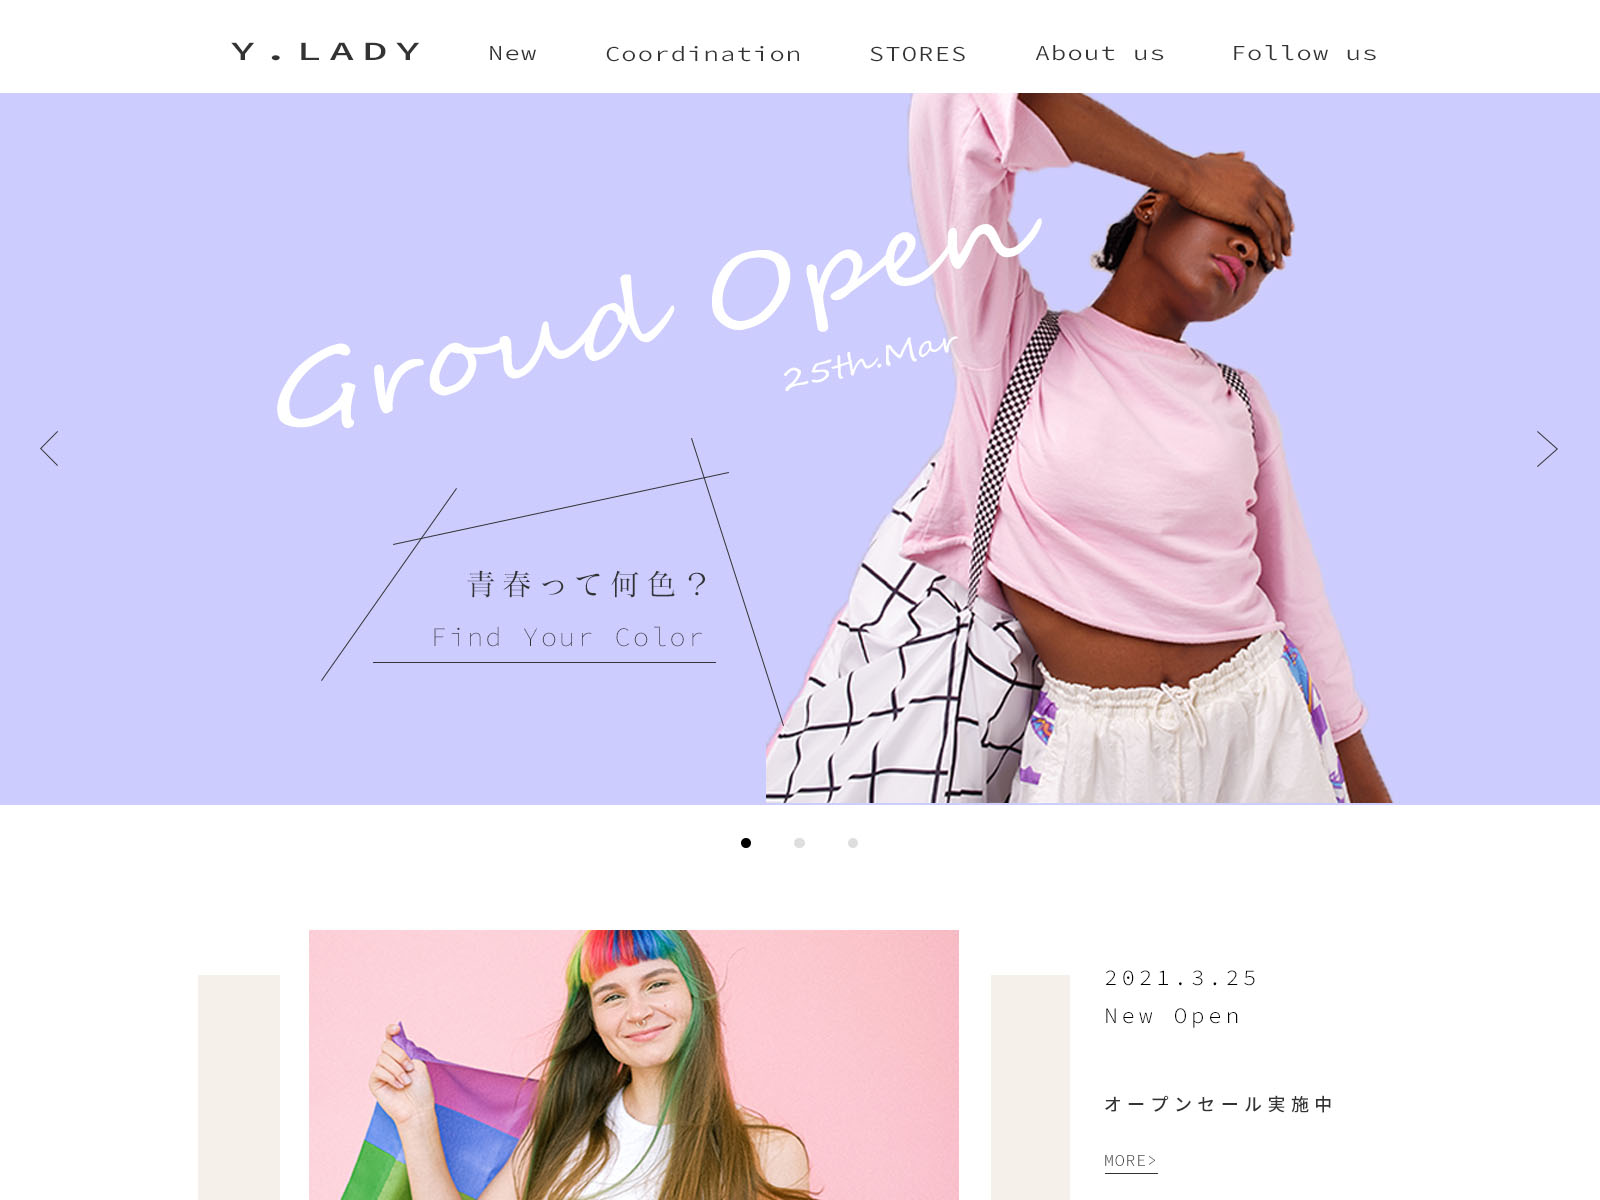 Y.LADY
New
Coordination
STORES
About us
Follow us
Groud Open
25th.Mar
青春って何色？
Find Your Color
2021.3.25
New Open
オープンセール実施中
MORE>